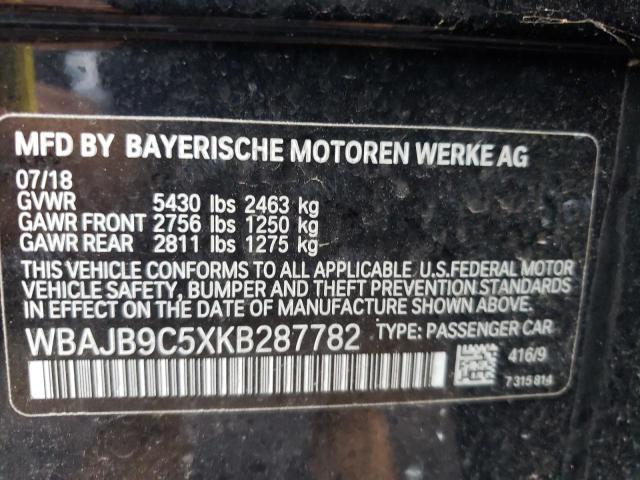 MFD BY BAYERISCHE MOTOREN WERKE AG
07/18
GVWR 5430 lbs 2463 kg
GAWR FRONT 2756 lbs 1250 kg
GAWR REAR 2811 lbs 1275 kg
THIS VEHICLE CONFORMS TO ALL APPLICABLE U.S.FEDERAL MOTOR
VEHICLE SAFETY, BUMPER AND THEFT PREVENTION STANDARDS
IN EFFECT ON THE DATE OF MANUFACTURE SHOWN ABOVE.
WBAJB9C5XKB287782 TYPE: PASSENGER CAR
416/9
7 315 814